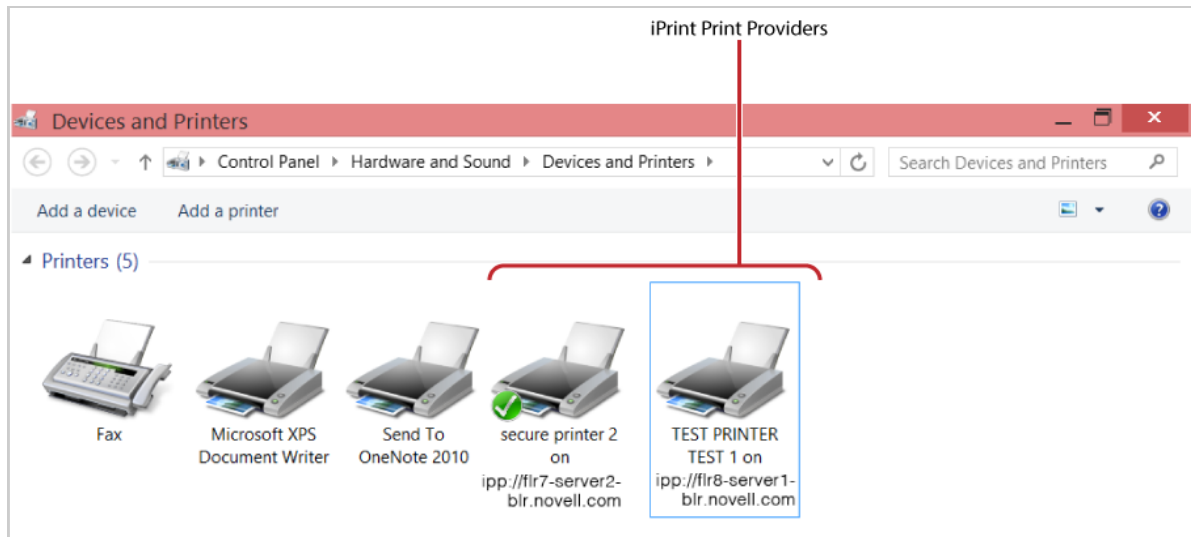 iPrint Print Providers
Devices and Printers
Control Panel Hardware and Sound Devices and Printers
Search Devices and Printers
Add a device Add a printer
Printers (5)
Fax
Microsoft XPS
Document Writer
Send To
OneNote 2010
secure printer 2
on
ipp://flr7-server2-
blr.novell.com
TEST PRINTER
TEST 1 on
ipp://flr8-server1-
blr.novell.com